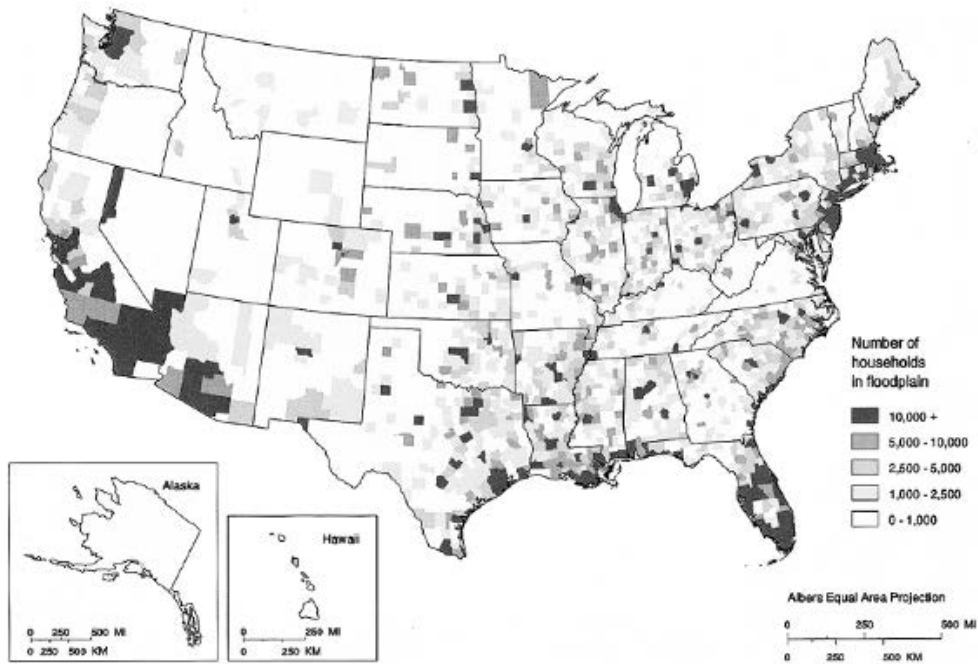 Number of
households
in floodplain
10,000 +
5,000 - 10,000
2,500 - 5,000
1,000 - 2,500
0 - 1,000
Alaska
0 250 500 MI
0 250 500 KM
Hawaii
0 250 MI
0 250 KM
Albers Equal Area Projection
0 250 500 MI
0 250 500 KM